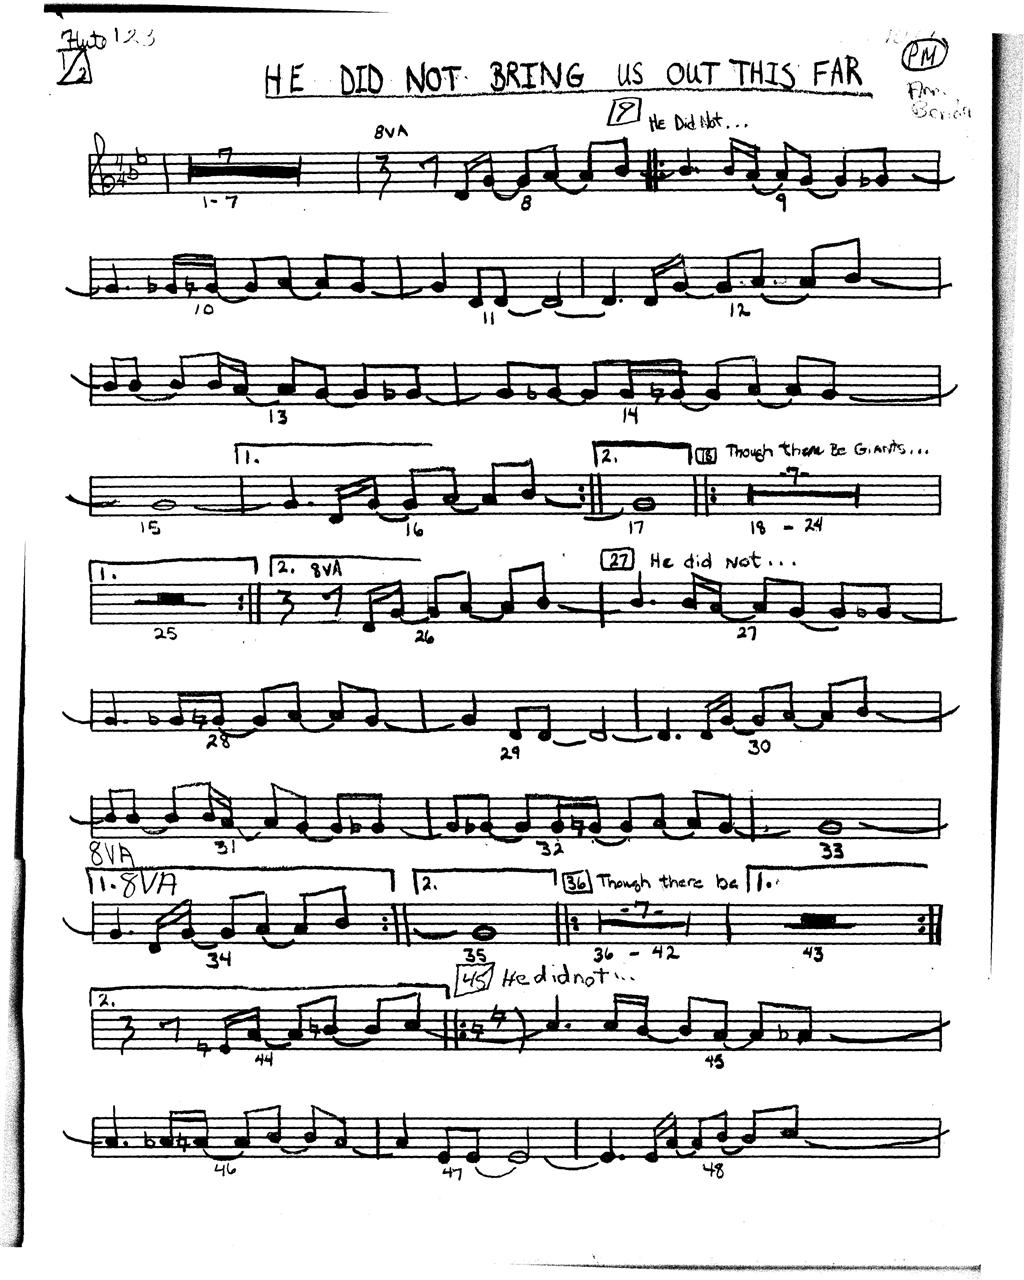 Flute 1 2 3
1/2
PM
HE DID NOT BRING US OUT THIS FAR
9 He Did Not...
8VA
7
1-7 8 9
10 11 12
13 14
1. 2. 18 Though there Be Giants...
-7-
15 16 17 18 - 24
1. 2. 8VA 27 He did Not...
25 26 27
28 29 30
31 32 33
8VA
1. 8VA 2. 36 Though there be 1.
-7-
34 35 36 - 42 43
2. 45 He did not...
44 45
46 47 48